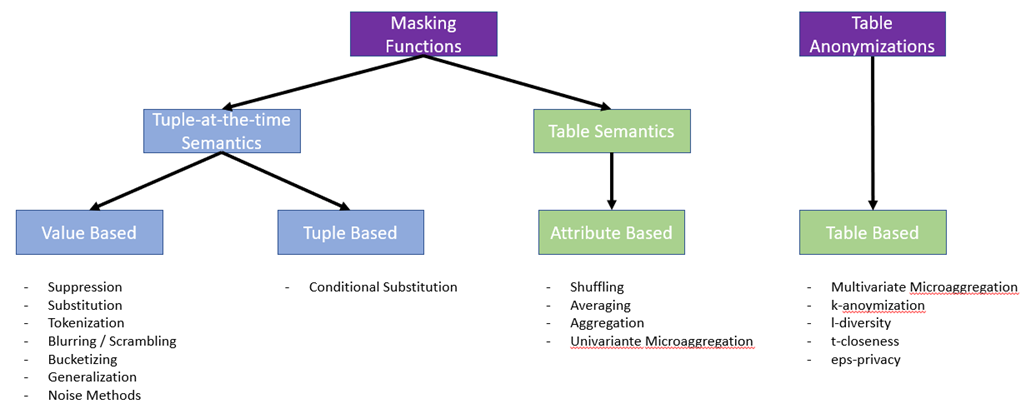 Masking
Functions
Table
Anonymizations
Tuple-at-the-time
Semantics
Table Semantics
Value Based
Tuple Based
Attribute Based
Table Based
- Suppression
- Substitution
- Tokenization
- Blurring / Scrambling
- Bucketizing
- Generalization
- Noise Methods
- Conditional Substitution
- Shuffling
- Averaging
- Aggregation
- Univariante Microaggregation
- Multivariate Microaggregation
- k-anoymization
- l-diversity
- t-closeness
- eps-privacy